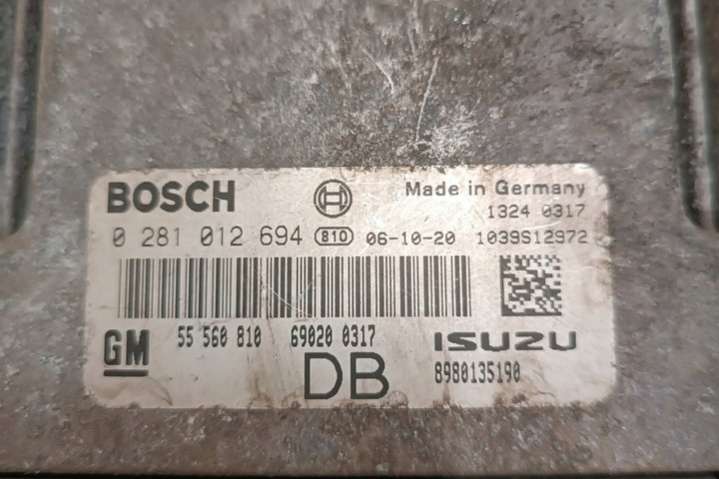 BOSCH Made in Germany
1324 0317
0 281 012 694 810 06-10-20 1039S12972
GM 55 560 810 69020 0317 ISUZU
DB 8980135190